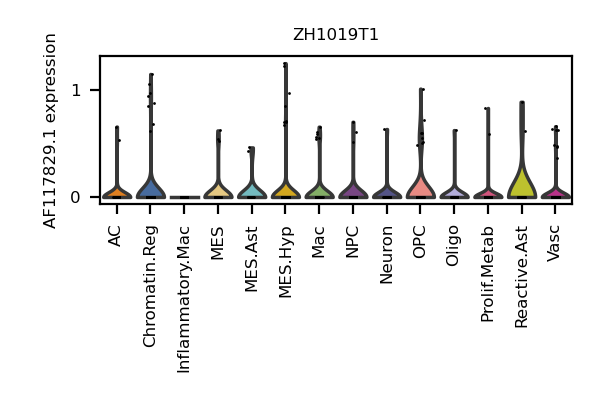 ZH1019T1
AF117829.1 expression
1
0
AC
Chromatin.Reg
Inflammatory.Mac
MES
MES.Ast
MES.Hyp
Mac
NPC
Neuron
OPC
Oligo
Prolif.Metab
Reactive.Ast
Vasc